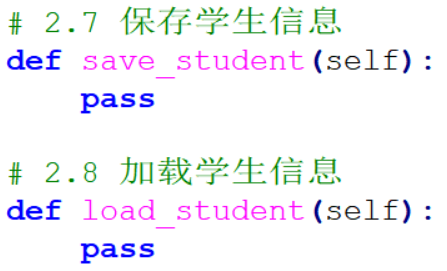 # 2.7 保存学生信息
def save_student(self):
    pass
# 2.8 加载学生信息
def load_student(self):
    pass